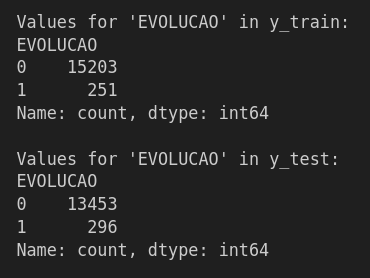 Values for 'EVOLUCAO' in y_train:
EVOLUCAO
0    15203
1      251
Name: count, dtype: int64

Values for 'EVOLUCAO' in y_test:
EVOLUCAO
0    13453
1      296
Name: count, dtype: int64